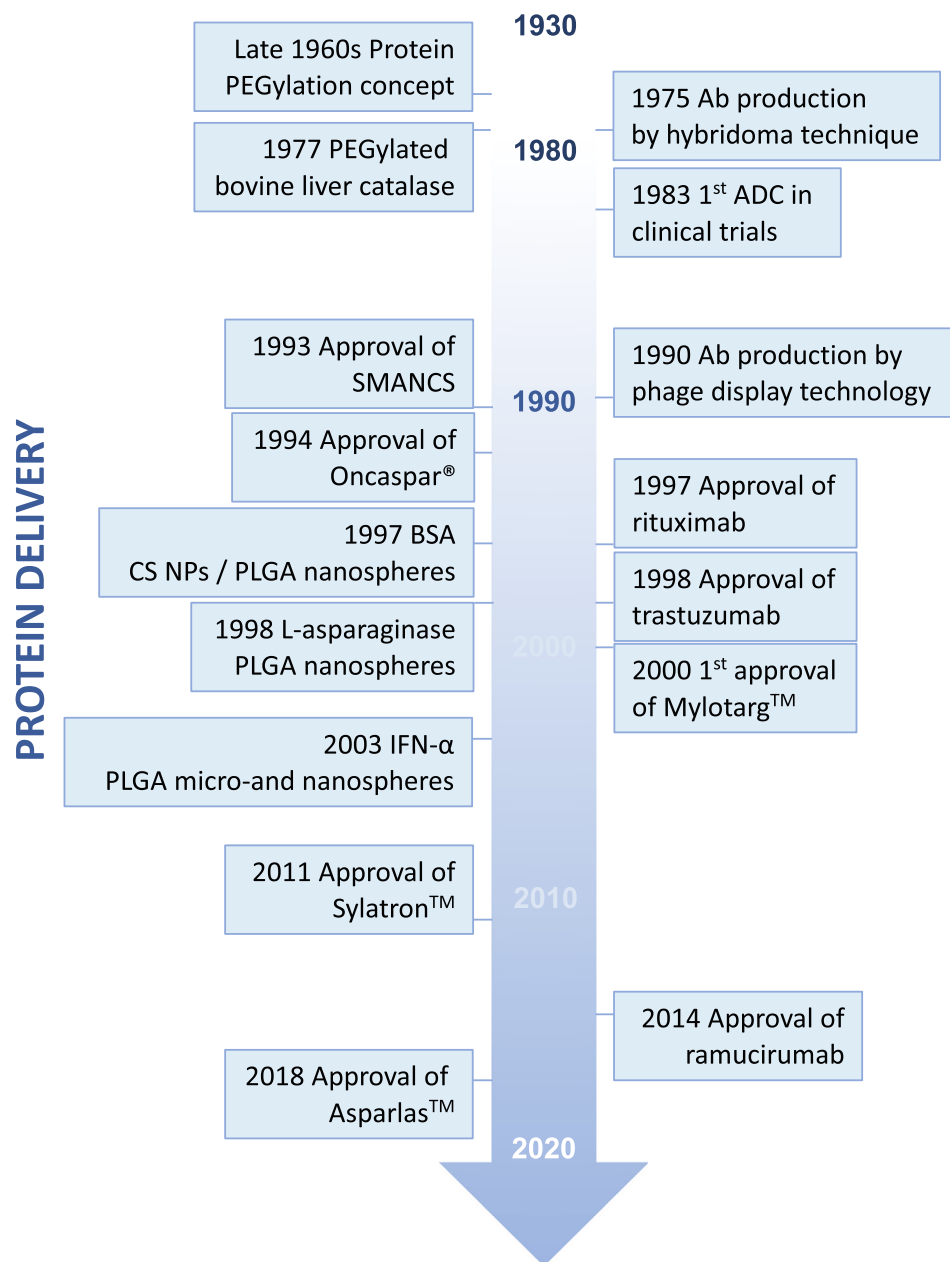 1930
Late 1960s Protein
PEGylation concept
1975 Ab production
by hybridoma technique
1977 PEGylated
bovine liver catalase
1980
1983 1st ADC in
clinical trials
1993 Approval of
SMANCS
1990 Ab production by
phage display technology
1990
1994 Approval of
Oncaspar®
1997 Approval of
rituximab
1997 BSA
CS NPs / PLGA nanospheres
1998 Approval of
trastuzumab
1998 L-asparaginase
PLGA nanospheres
2000
2000 1st approval
of Mylotarg™
2003 IFN-α
PLGA micro-and nanospheres
2011 Approval of
Sylatron™
2010
2014 Approval of
ramucirumab
2018 Approval of
Asparlas™
2020
PROTEIN DELIVERY